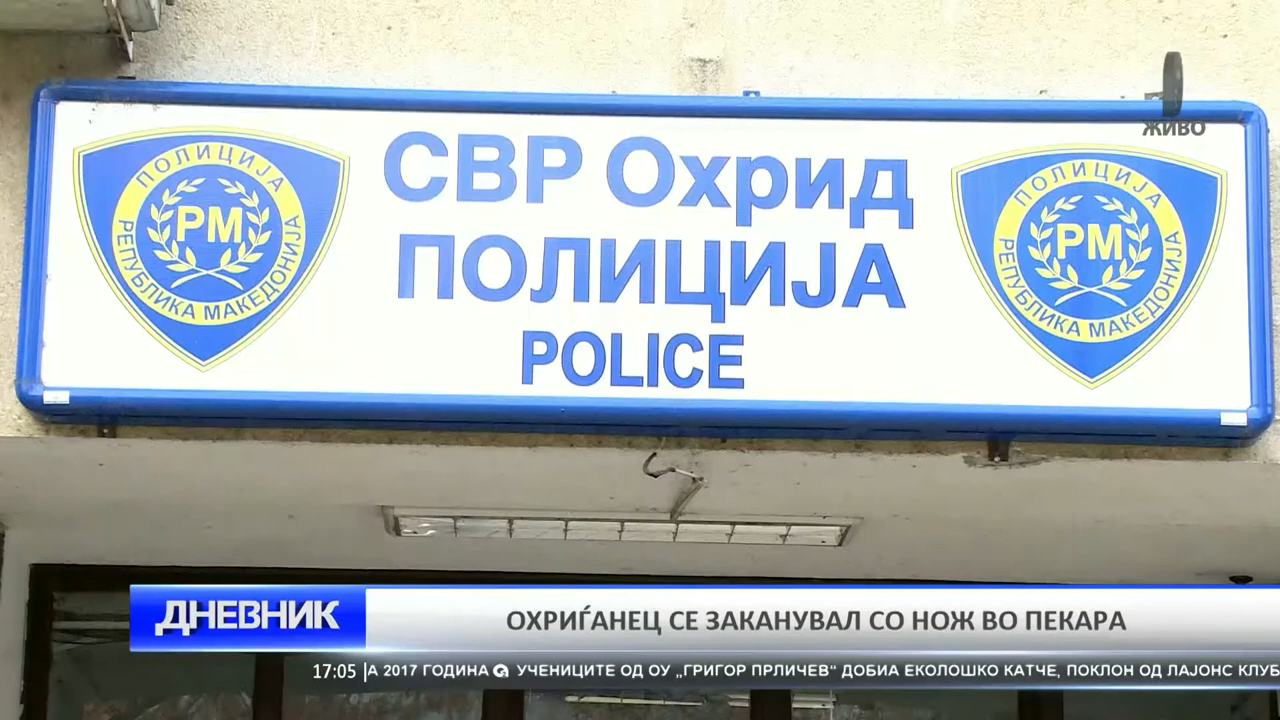 ЖИВО
СВР Охрид
ПОЛИЦИЈА
POLICE
ПОЛИЦИЈА
РМ
РЕПУБЛИКА МАКЕДОНИЈА
ПОЛИЦИЈА
РМ
РЕПУБЛИКА МАКЕДОНИЈА
ДНЕВНИК
ОХРИЃАНЕЦ СЕ ЗАКАНУВАЛ СО НОЖ ВО ПЕКАРА
17:05 А 2017 ГОДИНА УЧЕНИЦИТЕ ОД ОУ „ГРИГОР ПРЛИЧЕВ“ ДОБИА ЕКОЛОШКО КАТЧЕ, ПОКЛОН ОД ЛАЈОНС КЛУБ